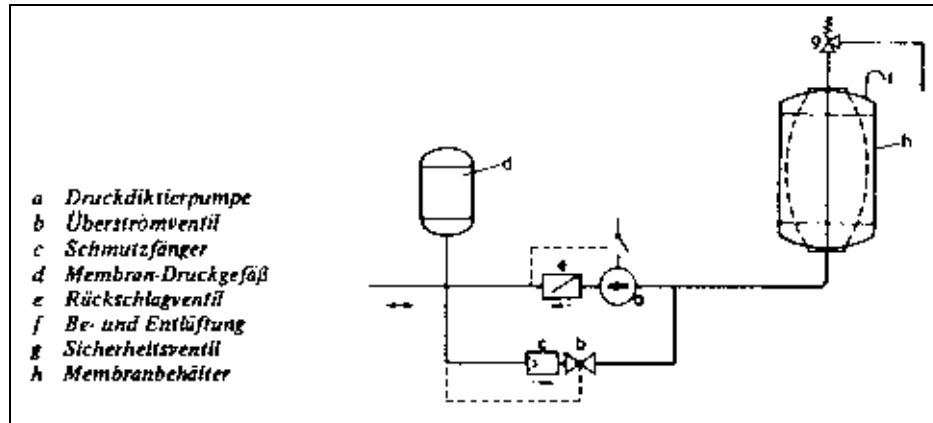 a Druckdiktierpumpe
b Überströmventil
c Schmutzfänger
d Membran-Druckgefäß
e Rückschlagventil
f Be- und Entlüftung
g Sicherheitsventil
h Membranbehälter
g
f
h
d
e
a
c b